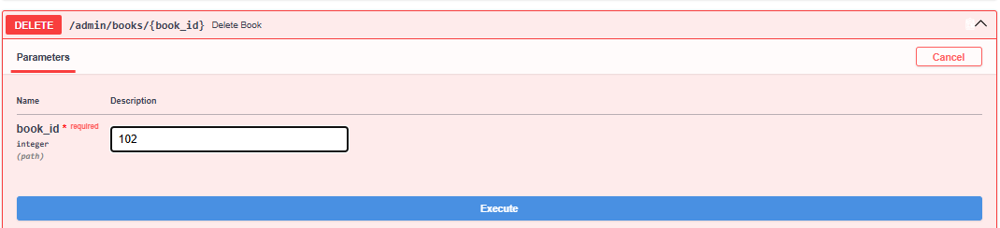 DELETE /admin/books/{book_id} Delete Book
Parameters
Cancel
Name Description
book_id * required
integer
(path)
102
Execute